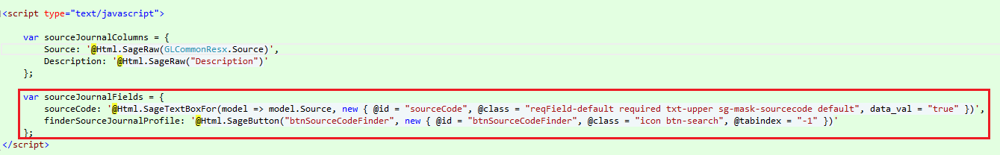 <script type="text/javascript">
var sourceJournalColumns = {
Source: '@Html.SageRaw(GLCommonResx.Source)',
Description: '@Html.SageRaw("Description")'
};
var sourceJournalFields = {
sourceCode: '@Html.SageTextBoxFor(model => model.Source, new { @id = "sourceCode", @class = "reqField-default required txt-upper sg-mask-sourcecode default", data_val = "true" })',
finderSourceJournalProfile: '@Html.SageButton("btnSourceCodeFinder", new { @id = "btnSourceCodeFinder", @class = "icon btn-search", @tabindex = "-1" })'
};
</script>